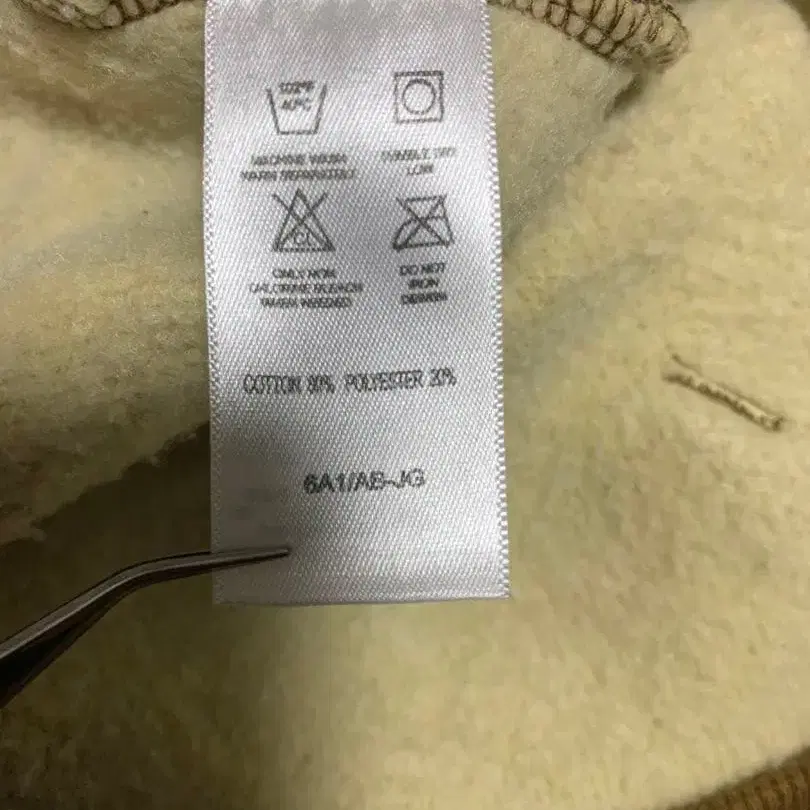 40°C
MACHINE WASH
WARM SEPARATELY
TUMBLE DRY
LOW
CL
ONLY NON
CHLORINE BLEACH
WHEN NEEDED
DO NOT
IRON
DESIGN
COTTON 80% POLYESTER 20%
6A1/AB-JG